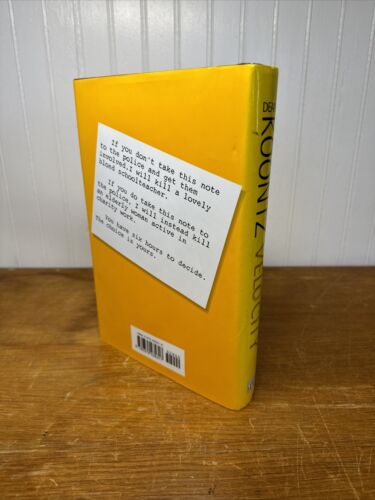 If you don't take this note
to the police and get them
involved, I will kill a lovely
blond schoolteacher.
If you do take this note to
the police, I will instead kill
an elderly woman active in
charity work.
You have six hours to decide.
The choice is yours.
DEAN
KOONTZ
VELOCITY